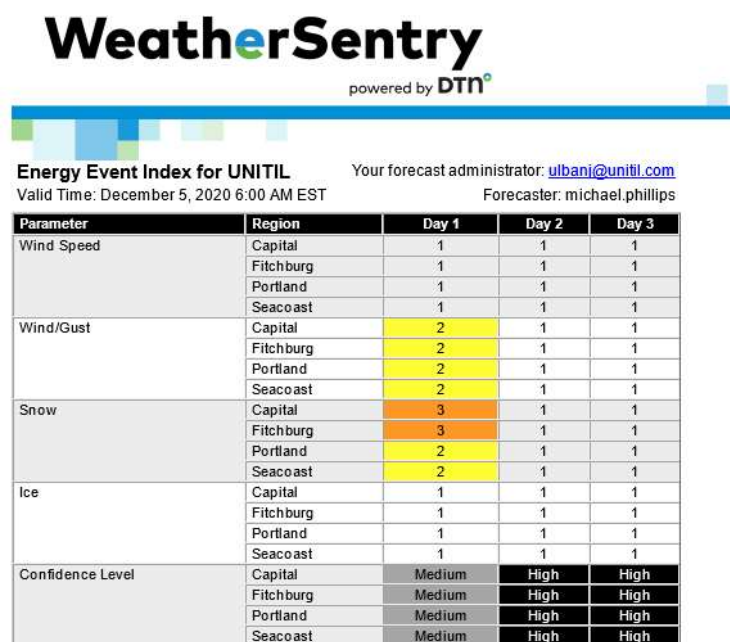 WeatherSentry
powered by DTN
Energy Event Index for UNITIL Your forecast administrator: ulbanj@unitil.com
Valid Time: December 5, 2020 6:00 AM EST Forecaster: michael.phillips
Parameter Region Day 1 Day 2 Day 3
Wind Speed Capital 1 1 1
Fitchburg 1 1 1
Portland 1 1 1
Seacoast 1 1 1
Wind/Gust Capital 2 1 1
Fitchburg 2 1 1
Portland 2 1 1
Seacoast 2 1 1
Snow Capital 3 1 1
Fitchburg 3 1 1
Portland 2 1 1
Seacoast 2 1 1
Ice Capital 1 1 1
Fitchburg 1 1 1
Portland 1 1 1
Seacoast 1 1 1
Confidence Level Capital Medium High High
Fitchburg Medium High High
Portland Medium High High
Seacoast Medium High High